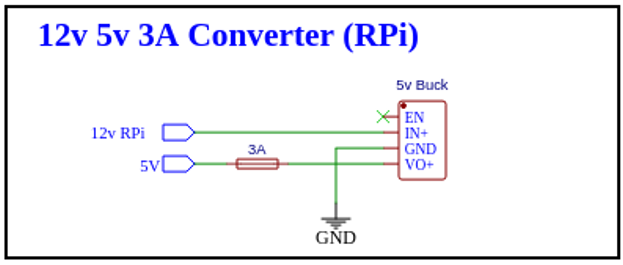 12v 5v 3A Converter (RPi)
5v Buck
EN
12v RPi
IN+
GND
3A
5V
VO+
GND